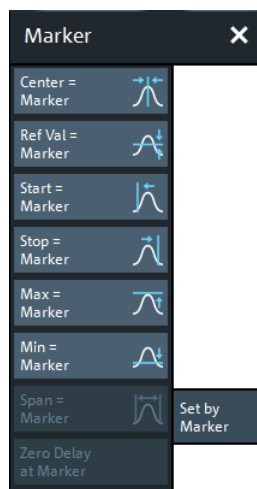 Marker
Center =
Marker
Ref Val =
Marker
Start =
Marker
Stop =
Marker
Max =
Marker
Min =
Marker
Span =
Marker
Zero Delay
at Marker
Set by
Marker